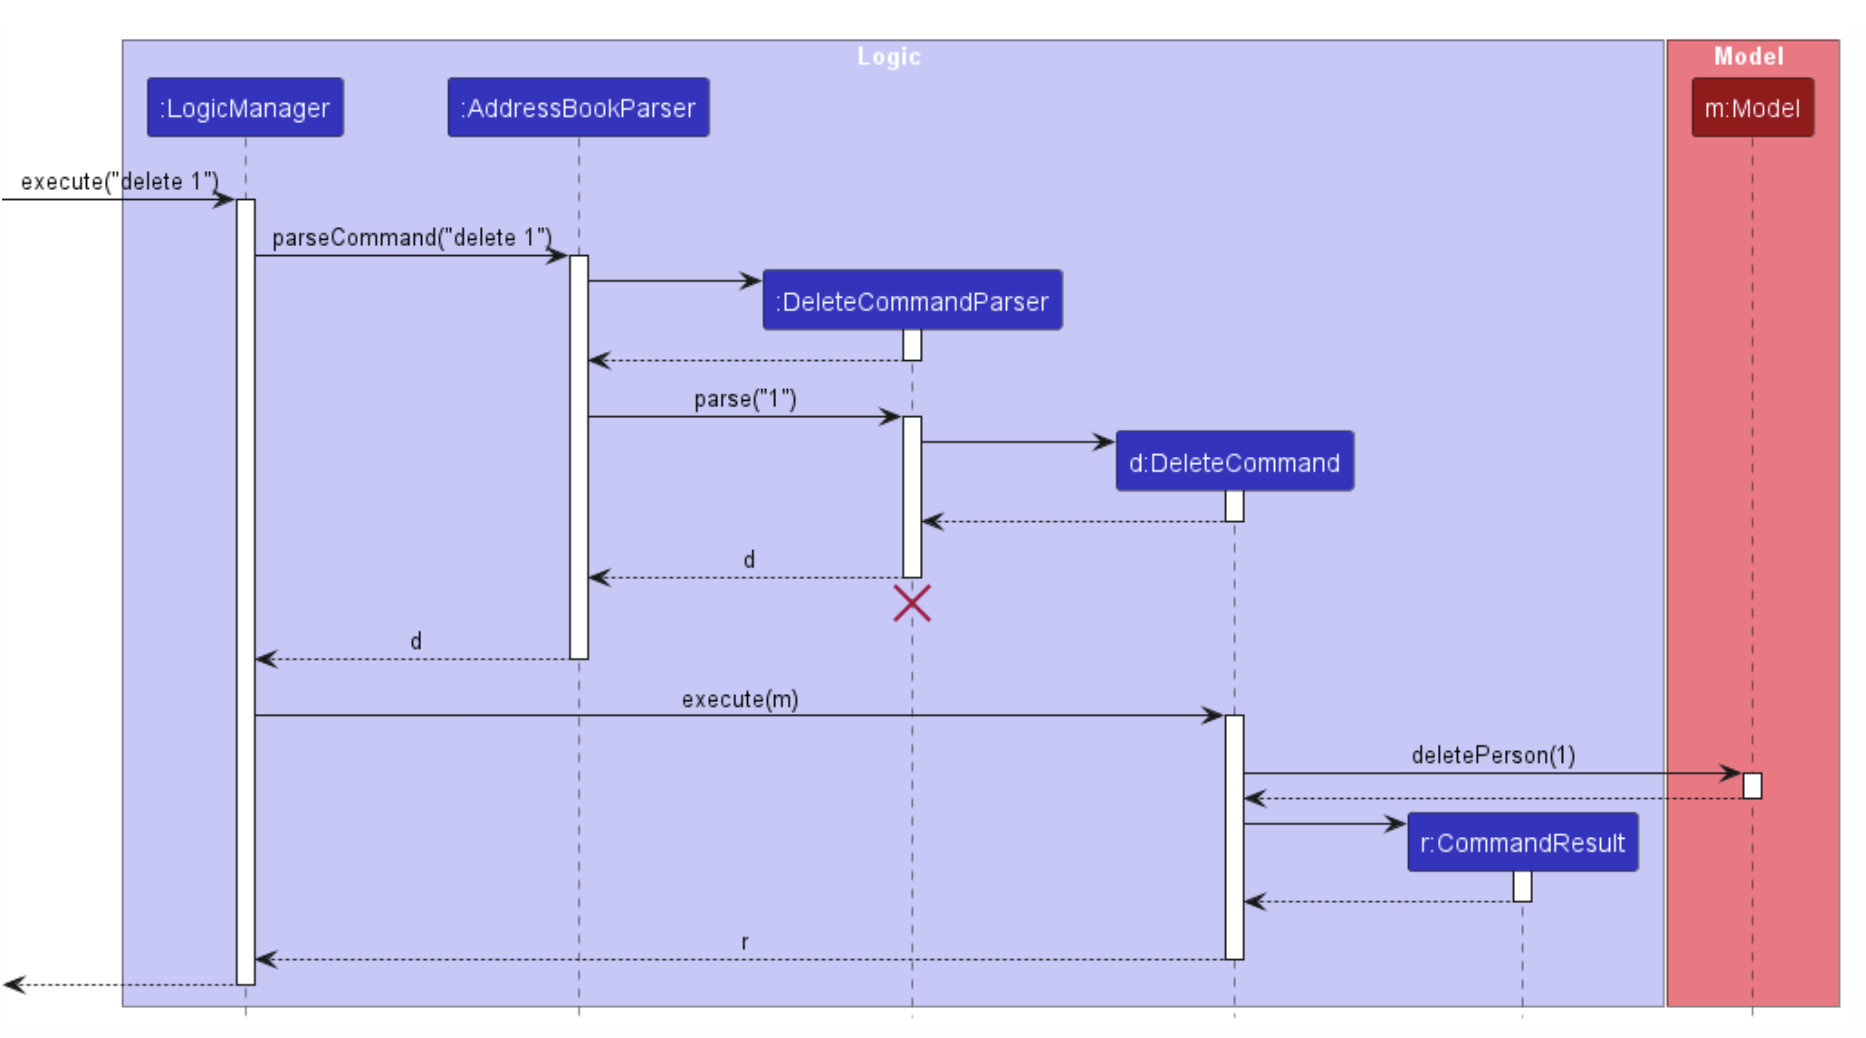 Logic
Model
:LogicManager
:AddressBookParser
m:Model
execute("delete 1")
parseCommand("delete 1")
:DeleteCommandParser
parse("1")
d:DeleteCommand
d
d
execute(m)
deletePerson(1)
r:CommandResult
r